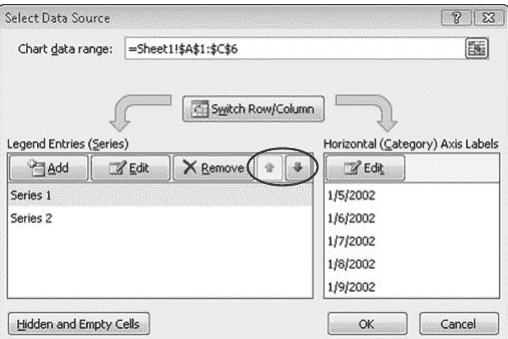 Select Data Source
Chart data range: =Sheet1!$A$1:$C$6
Switch Row/Column
Legend Entries (Series)
Add Edit Remove
Series 1
Series 2
Horizontal (Category) Axis Labels
Edit
1/5/2002
1/6/2002
1/7/2002
1/8/2002
1/9/2002
Hidden and Empty Cells
OK Cancel